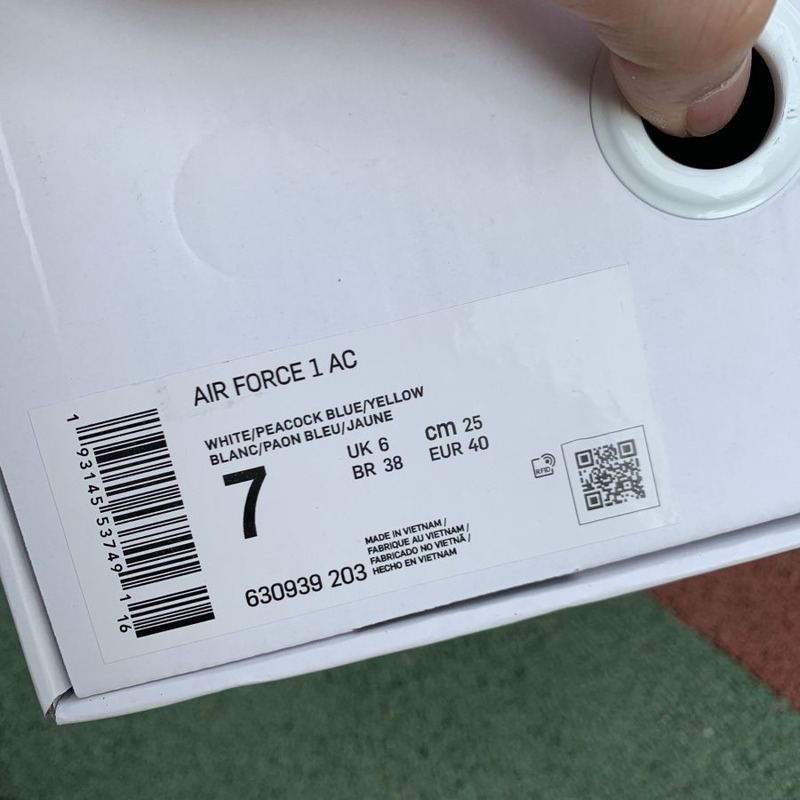 AIR FORCE 1 AC
WHITE/PEACOCK BLUE/YELLOW
BLANC/PAON BLEU/JAUNE
7
UK 6
BR 38
cm 25
EUR 40
RFID
MADE IN VIETNAM /
FABRIQUE AU VIETNAM /
FABRICADO NO VIETNÃ /
HECHO EN VIETNAM
630939 203
1 93145 53749 1 16